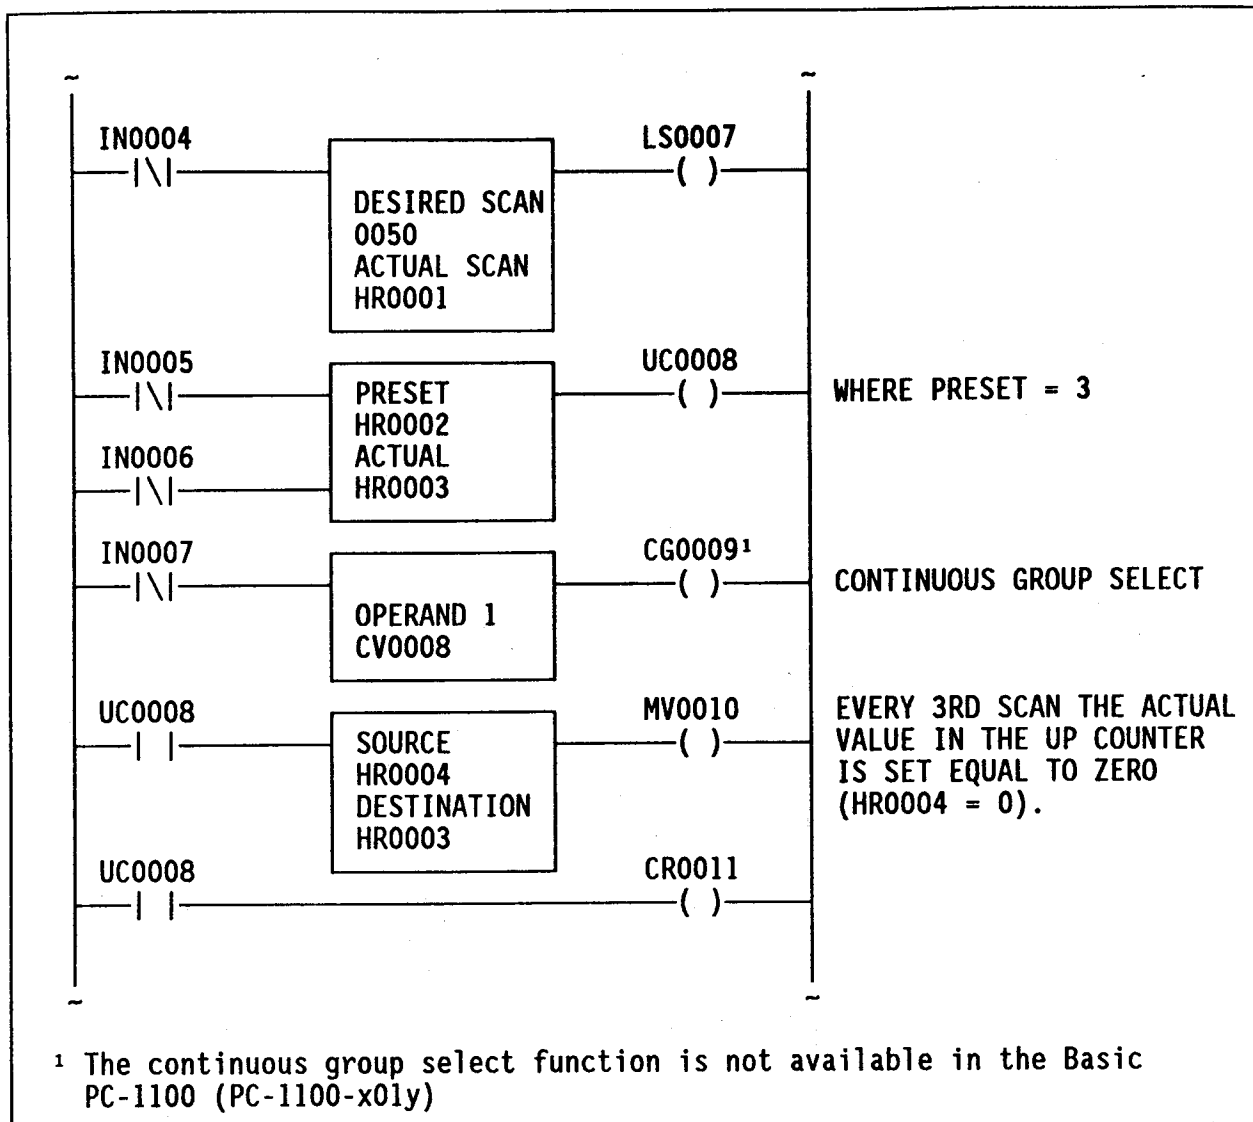 IN0004
LS0007
DESIRED SCAN
0050
ACTUAL SCAN
HR0001
IN0005
UC0008
PRESET
HR0002
ACTUAL
HR0003
WHERE PRESET = 3
IN0006
IN0007
CG0009¹
OPERAND 1
CV0008
CONTINUOUS GROUP SELECT
UC0008
MV0010
SOURCE
HR0004
DESTINATION
HR0003
EVERY 3RD SCAN THE ACTUAL
VALUE IN THE UP COUNTER
IS SET EQUAL TO ZERO
(HR0004 = 0).
UC0008
CR0011
¹ The continuous group select function is not available in the Basic
PC-1100 (PC-1100-x01y)